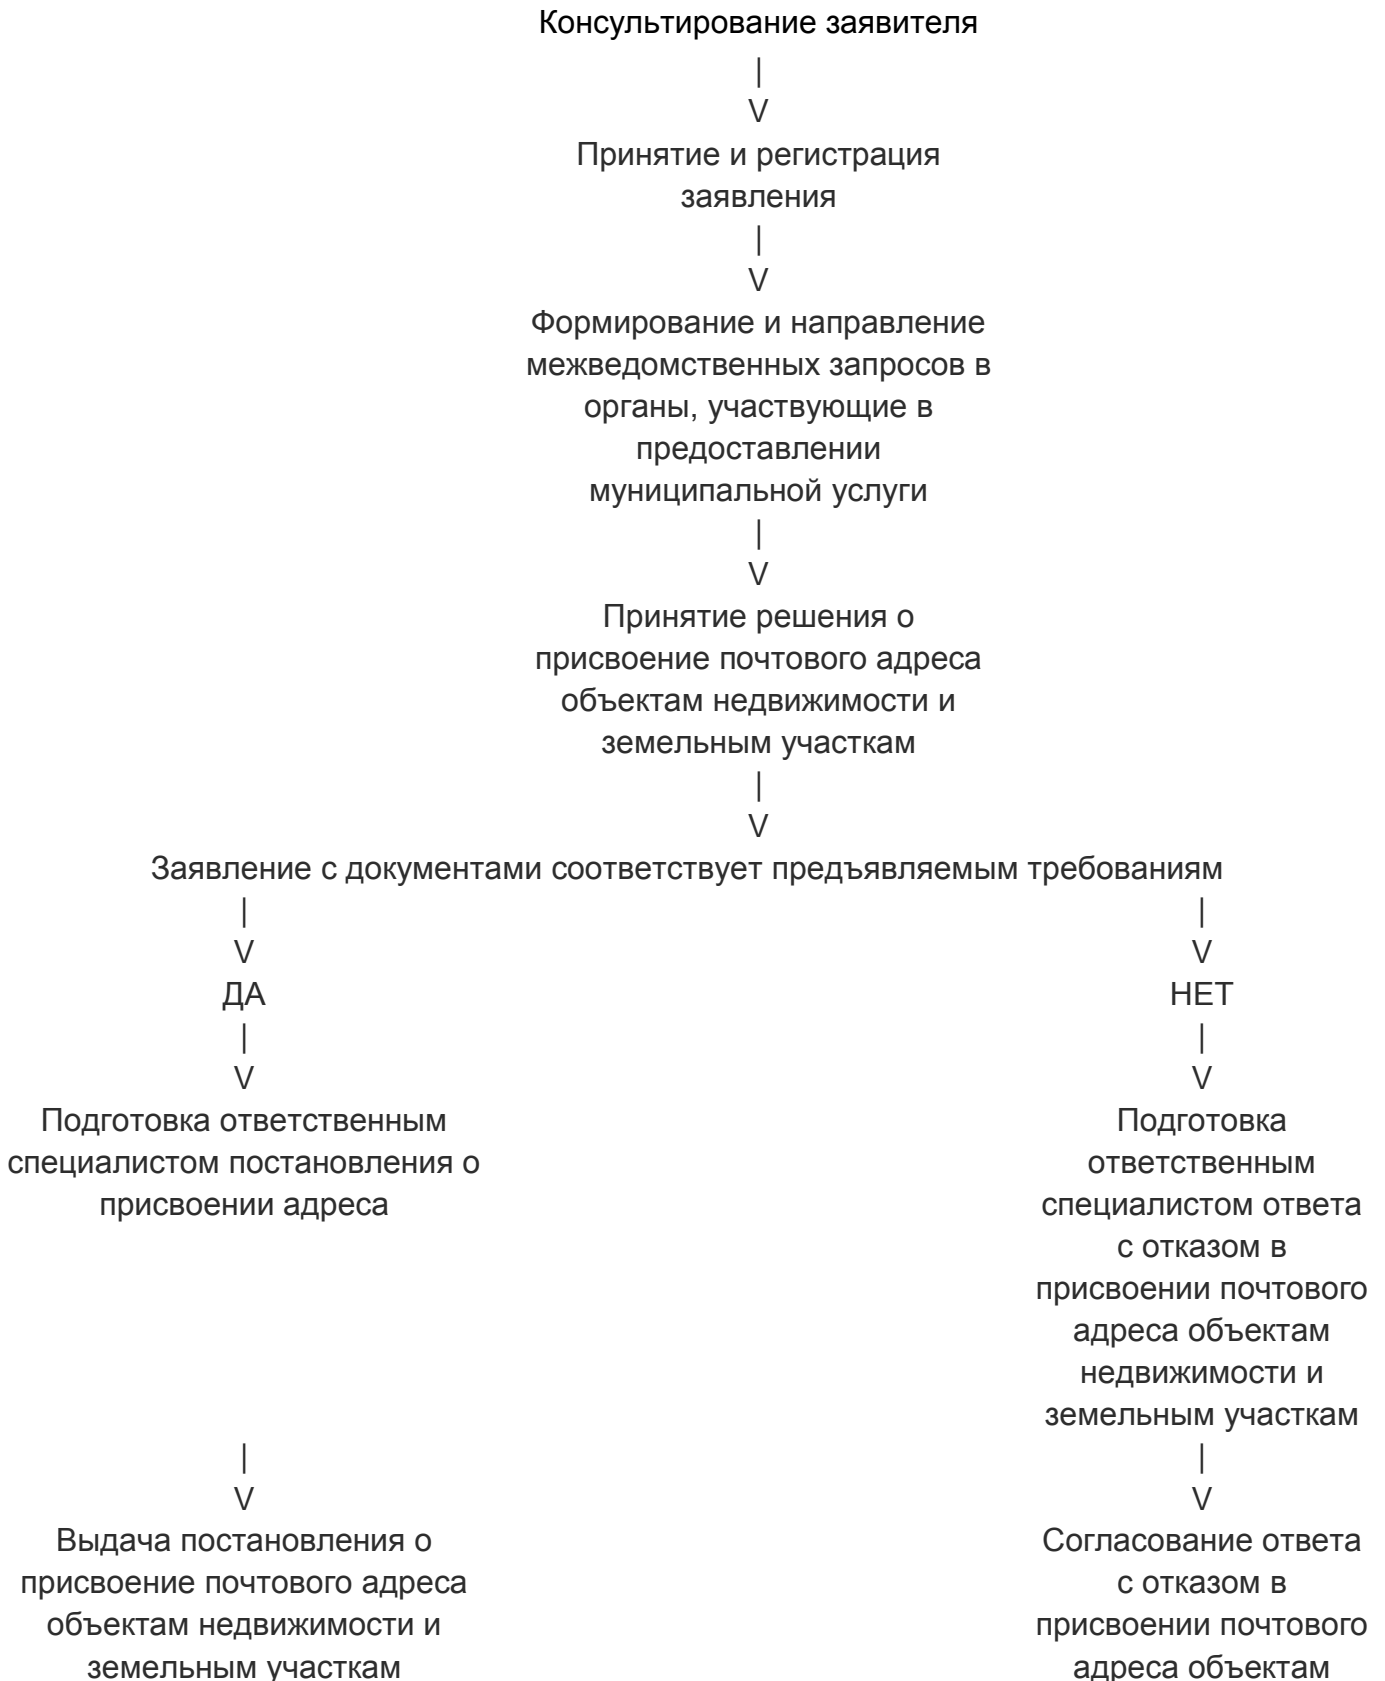 Консультирование заявителя
|
V
Принятие и регистрация
заявления
|
V
Формирование и направление
межведомственных запросов в
органы, участвующие в
предоставлении
муниципальной услуги
|
V
Принятие решения о
присвоение почтового адреса
объектам недвижимости и
земельным участкам
|
V
Заявление с документами соответствует предъявляемым требованиям
| |
V V
ДА НЕТ
| |
V V
Подготовка ответственным
специалистом постановления о
присвоении адреса
Подготовка
ответственным
специалистом ответа
с отказом в
присвоении почтового
адреса объектам
недвижимости и
земельным участкам
| |
V V
Выдача постановления о
присвоение почтового адреса
объектам недвижимости и
земельным участкам
Согласование ответа
с отказом в
присвоении почтового
адреса объектам